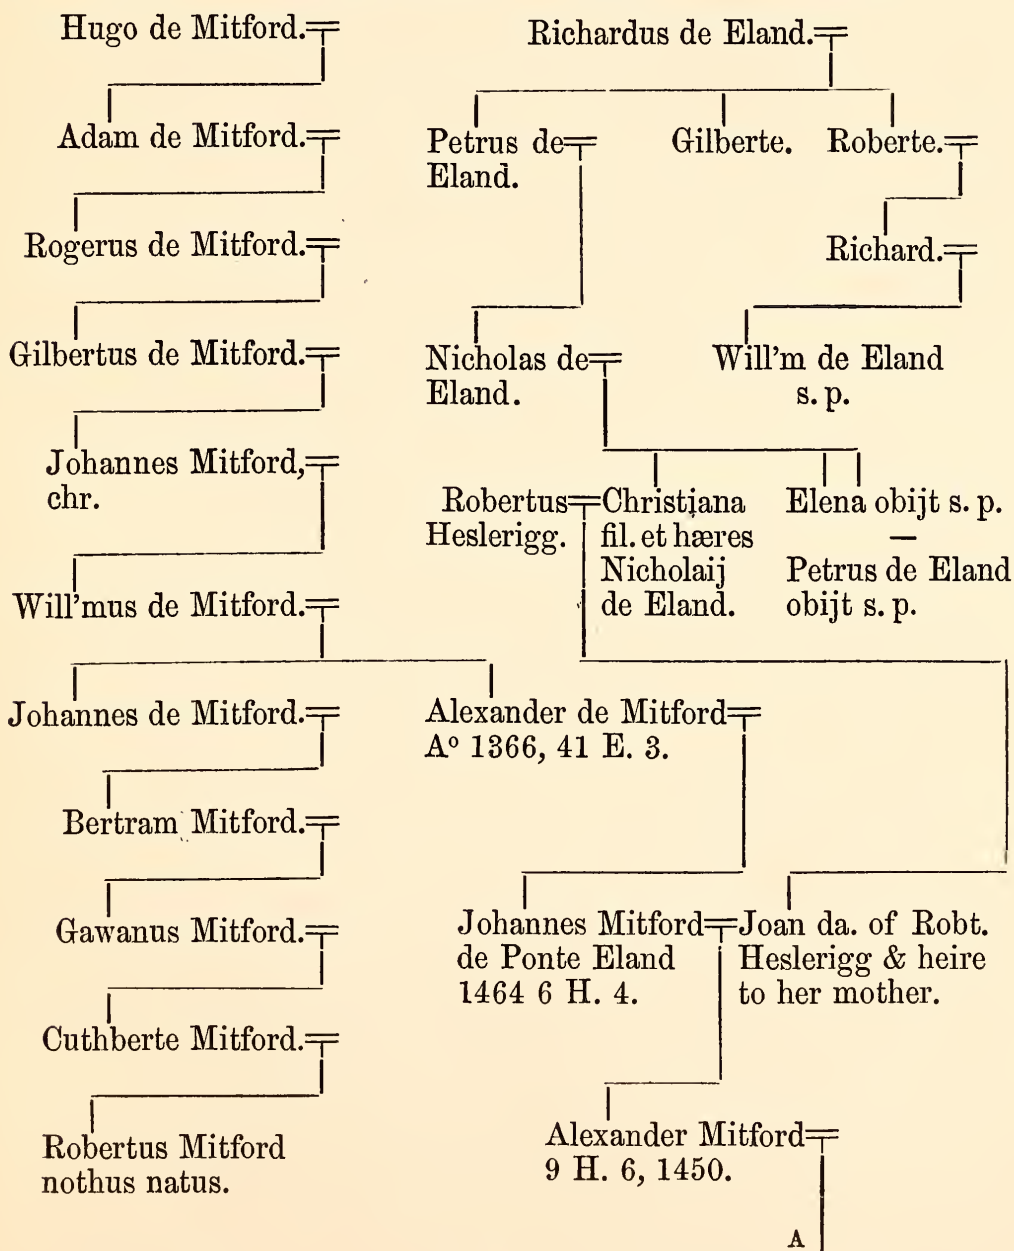 Hugo de Mitford.
Richardus de Eland.
Adam de Mitford.
Petrus de
Eland.
Gilberte.
Roberte.
Rogerus de Mitford.
Richard.
Gilbertus de Mitford.
Nicholas de
Eland.
Will'm de Eland
s. p.
Johannes Mitford,
chr.
Robertus
Heslerigg.
Christiana
fil. et hæres
Nicholaij
de Eland.
Elena obijt s. p.
—
Petrus de Eland
obijt s. p.
Will'mus de Mitford.
Johannes de Mitford.
Alexander de Mitford
Aº 1366, 41 E. 3.
Bertram Mitford.
Gawanus Mitford.
Johannes Mitford
de Ponte Eland
1464 6 H. 4.
Joan da. of Robt.
Heslerigg & heire
to her mother.
Cuthberte Mitford.
Robertus Mitford
nothus natus.
Alexander Mitford
9 H. 6, 1450.
A